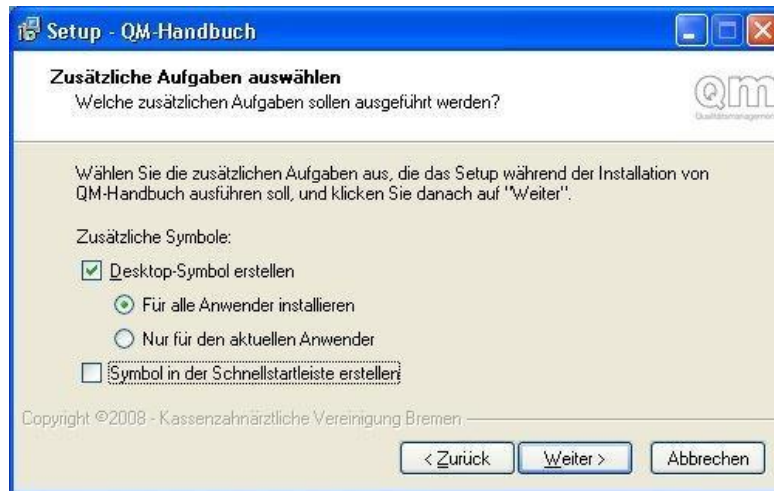 Setup - QM-Handbuch
Zusätzliche Aufgaben auswählen
Welche zusätzlichen Aufgaben sollen ausgeführt werden?
Qm
Qualitätsmanagement
Wählen Sie die zusätzlichen Aufgaben aus, die das Setup während der Installation von
QM-Handbuch ausführen soll, und klicken Sie danach auf "Weiter".
Zusätzliche Symbole:
Desktop-Symbol erstellen
Für alle Anwender installieren
Nur für den aktuellen Anwender
Symbol in der Schnellstartleiste erstellen
Copyright ©2008 - Kassenzahnärztliche Vereinigung Bremen
< Zurück Weiter > Abbrechen